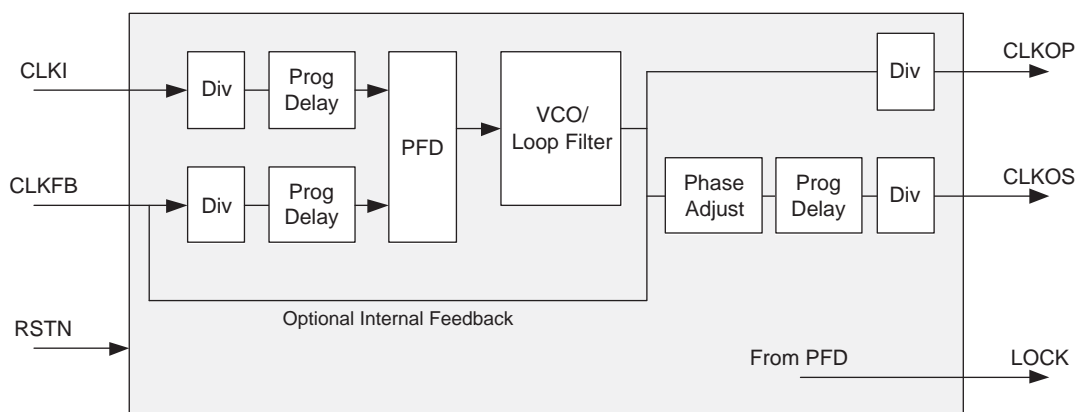 CLKI
Div
Prog
Delay
PFD
VCO/
Loop Filter
Div
CLKOP
CLKFB
Div
Prog
Delay
Phase
Adjust
Prog
Delay
Div
CLKOS
Optional Internal Feedback
RSTN
From PFD
LOCK